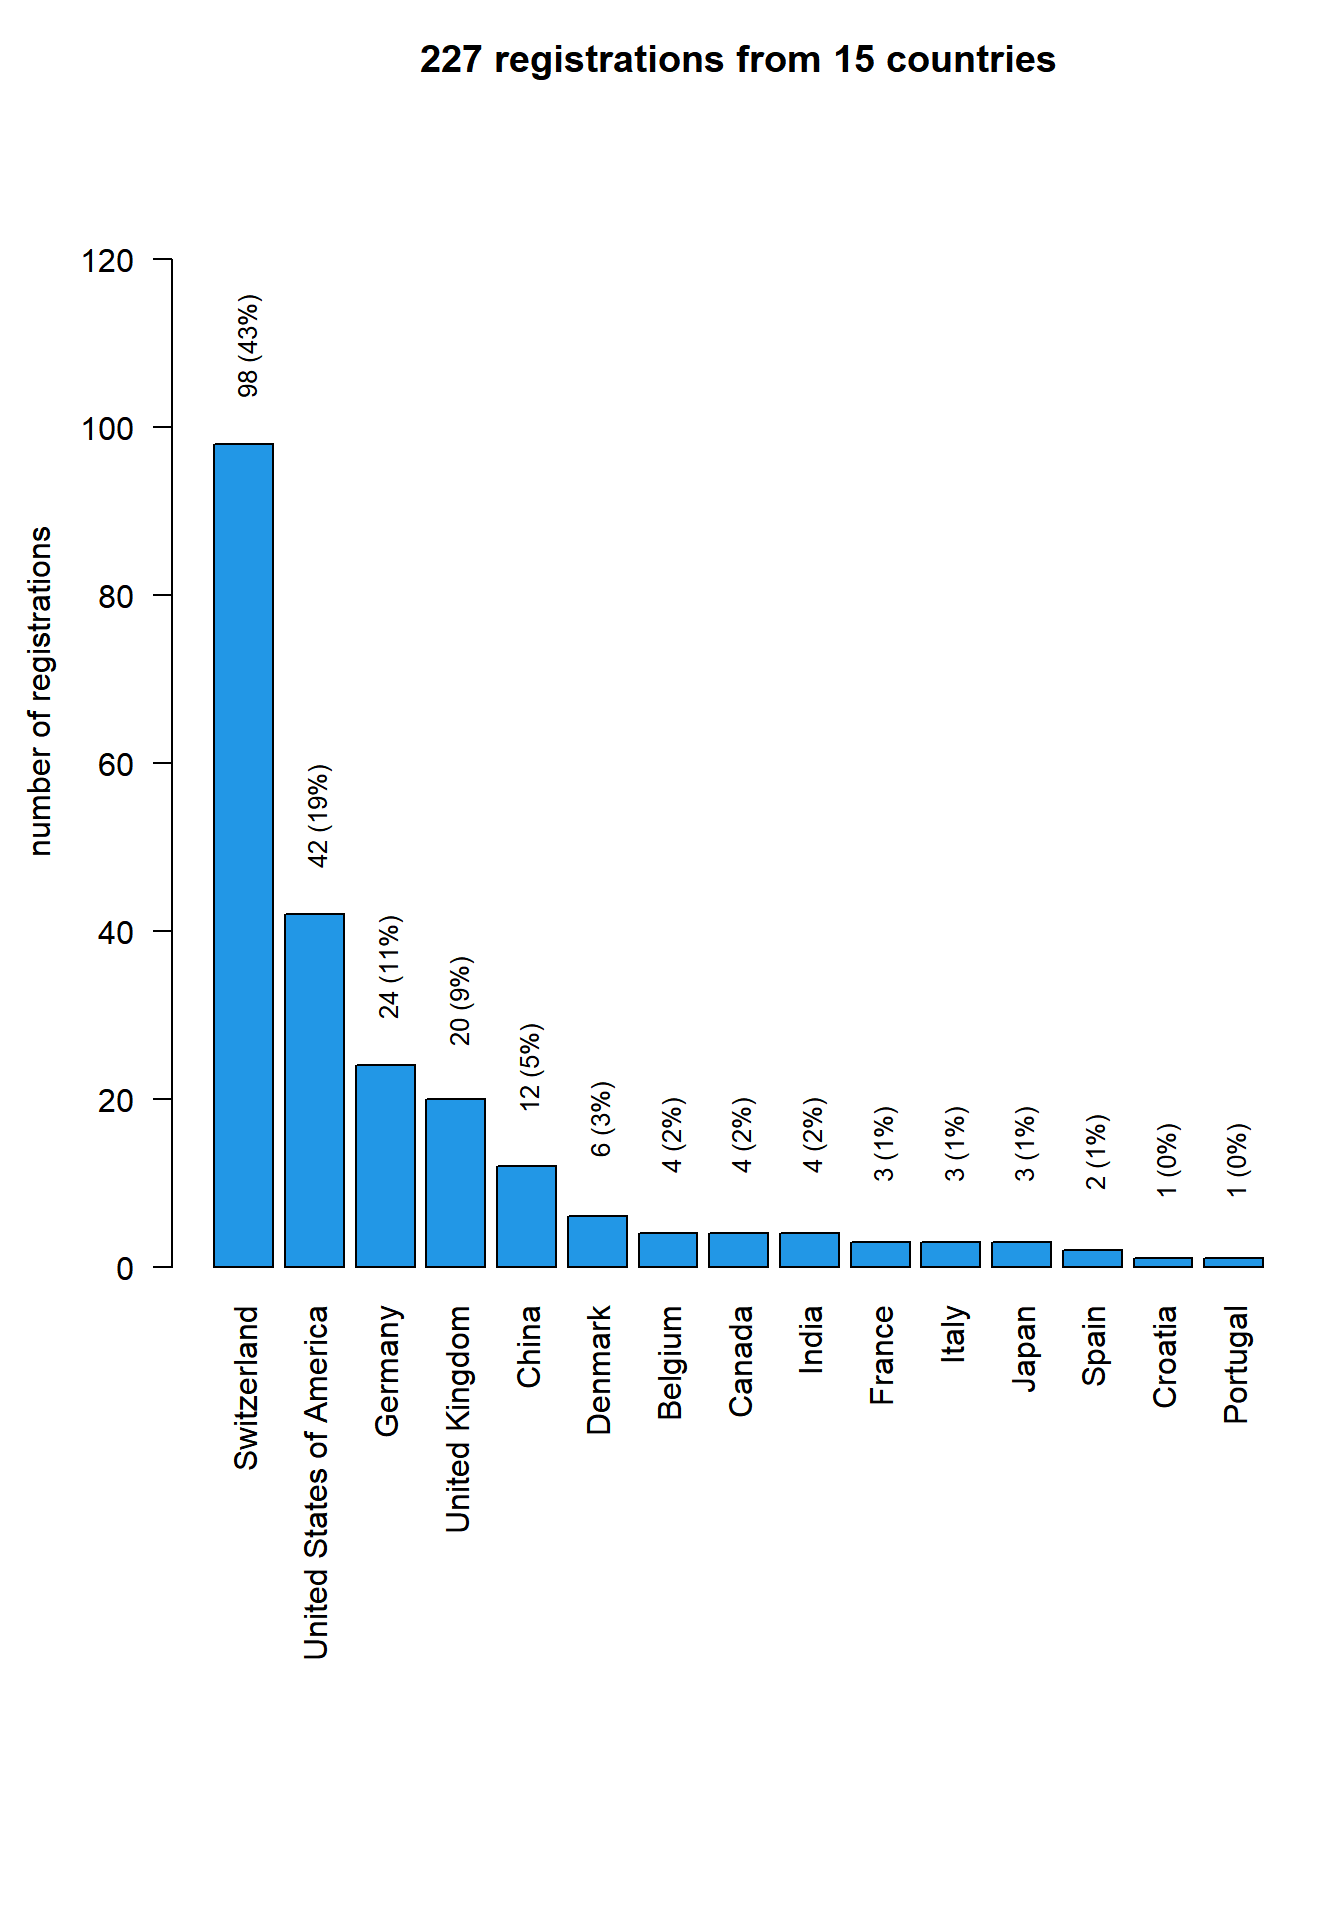 227 registrations from 15 countries
number of registrations
120
100
80
60
40
20
0
98 (43%)
42 (19%)
24 (11%)
20 (9%)
12 (5%)
6 (3%)
4 (2%)
4 (2%)
4 (2%)
3 (1%)
3 (1%)
3 (1%)
2 (1%)
1 (0%)
1 (0%)
Switzerland
United States of America
Germany
United Kingdom
China
Denmark
Belgium
Canada
India
France
Italy
Japan
Spain
Croatia
Portugal